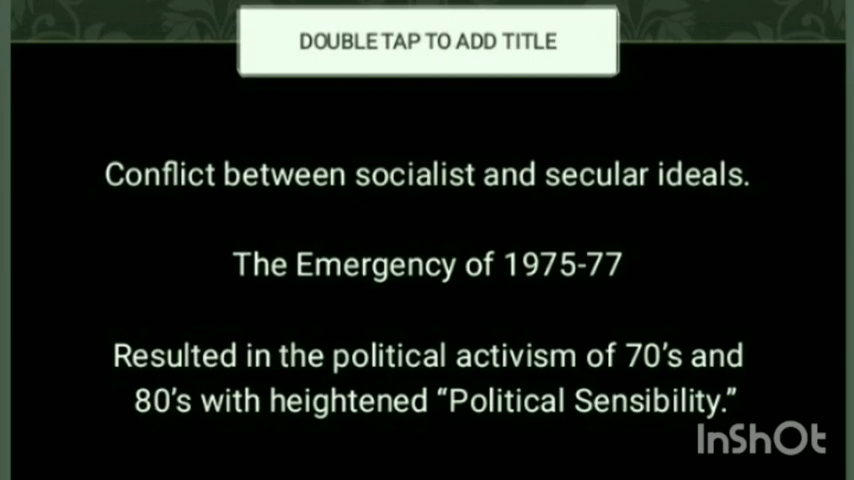 DOUBLE TAP TO ADD TITLE
Conflict between socialist and secular ideals.
The Emergency of 1975-77
Resulted in the political activism of 70's and
80's with heightened “Political Sensibility.”
InShOt